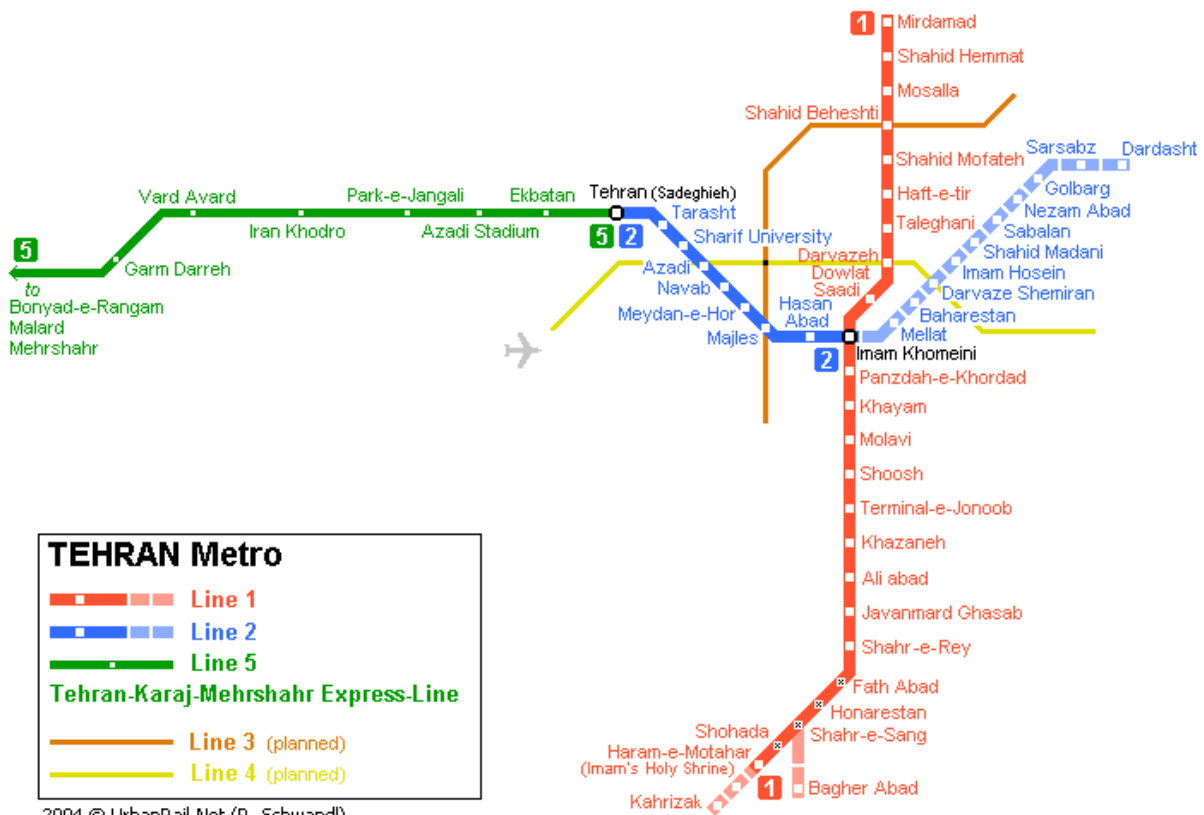 1
Mirdamad
Shahid Hemmat
Mosalla
Shahid Beheshti
Shahid Mofateh
Haft-e-tir
Taleghani
Darvazeh
Dowlat
Saadi
Sarsabz
Dardasht
Golbarg
Nezam Abad
Sabalan
Shahid Madani
Imam Hosein
Darvaze Shemiran
Baharestan
Mellat
Vard Avard
Iran Khodro
Park-e-Jangali
Azadi Stadium
Ekbatan
Tehran (Sadeghieh)
5 2
Tarasht
Sharif University
Azadi
Navab
Meydan-e-Hor
Majles
Hasan
Abad
2
Imam Khomeini
5
Garm Darreh
to
Bonyad-e-Rangam
Malard
Mehrshahr
Panzdah-e-Khordad
Khayam
Molavi
Shoosh
Terminal-e-Jonoob
Khazaneh
Ali abad
Javanmard Ghasab
Shahr-e-Rey
Fath Abad
Honarestan
Shahr-e-Sang
Shohada
Haram-e-Motahar
(Imam's Holy Shrine)
1
Bagher Abad
Kahrizak
TEHRAN Metro
Line 1
Line 2
Line 5
Tehran-Karaj-Mehrshahr Express-Line
Line 3 (planned)
Line 4 (planned)
2004 © UrbanRail.Net (R. Schwandl)